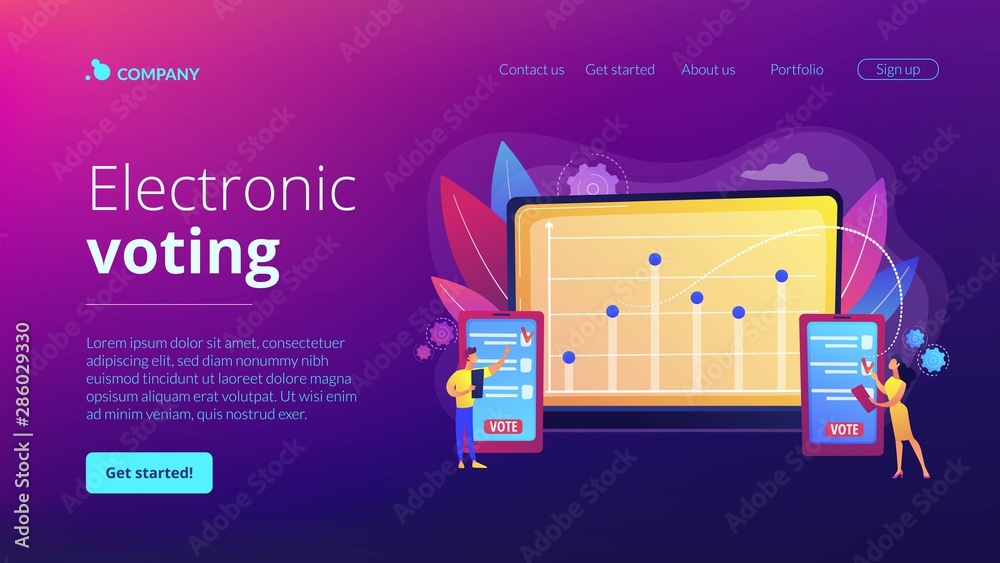 COMPANY
Contact us
Get started
About us
Portfolio
Sign up
Electronic
voting
Lorem ipsum dolor sit amet, consectetuer
adipiscing elit, sed diam nonummy nibh
euismod tincidunt ut laoreet dolore magna
opsium aliquam erat volutpat. Ut wisi enim
ad minim veniam, quis nostrud exer.
Get started!
VOTE
VOTE
Adobe Stock | #286029330